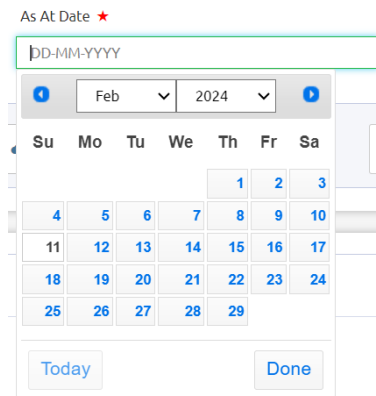 As At Date ★
DD-MM-YYYY
Feb 2024
Su Mo Tu We Th Fr Sa
1 2 3
4 5 6 7 8 9 10
11 12 13 14 15 16 17
18 19 20 21 22 23 24
25 26 27 28 29
Today Done